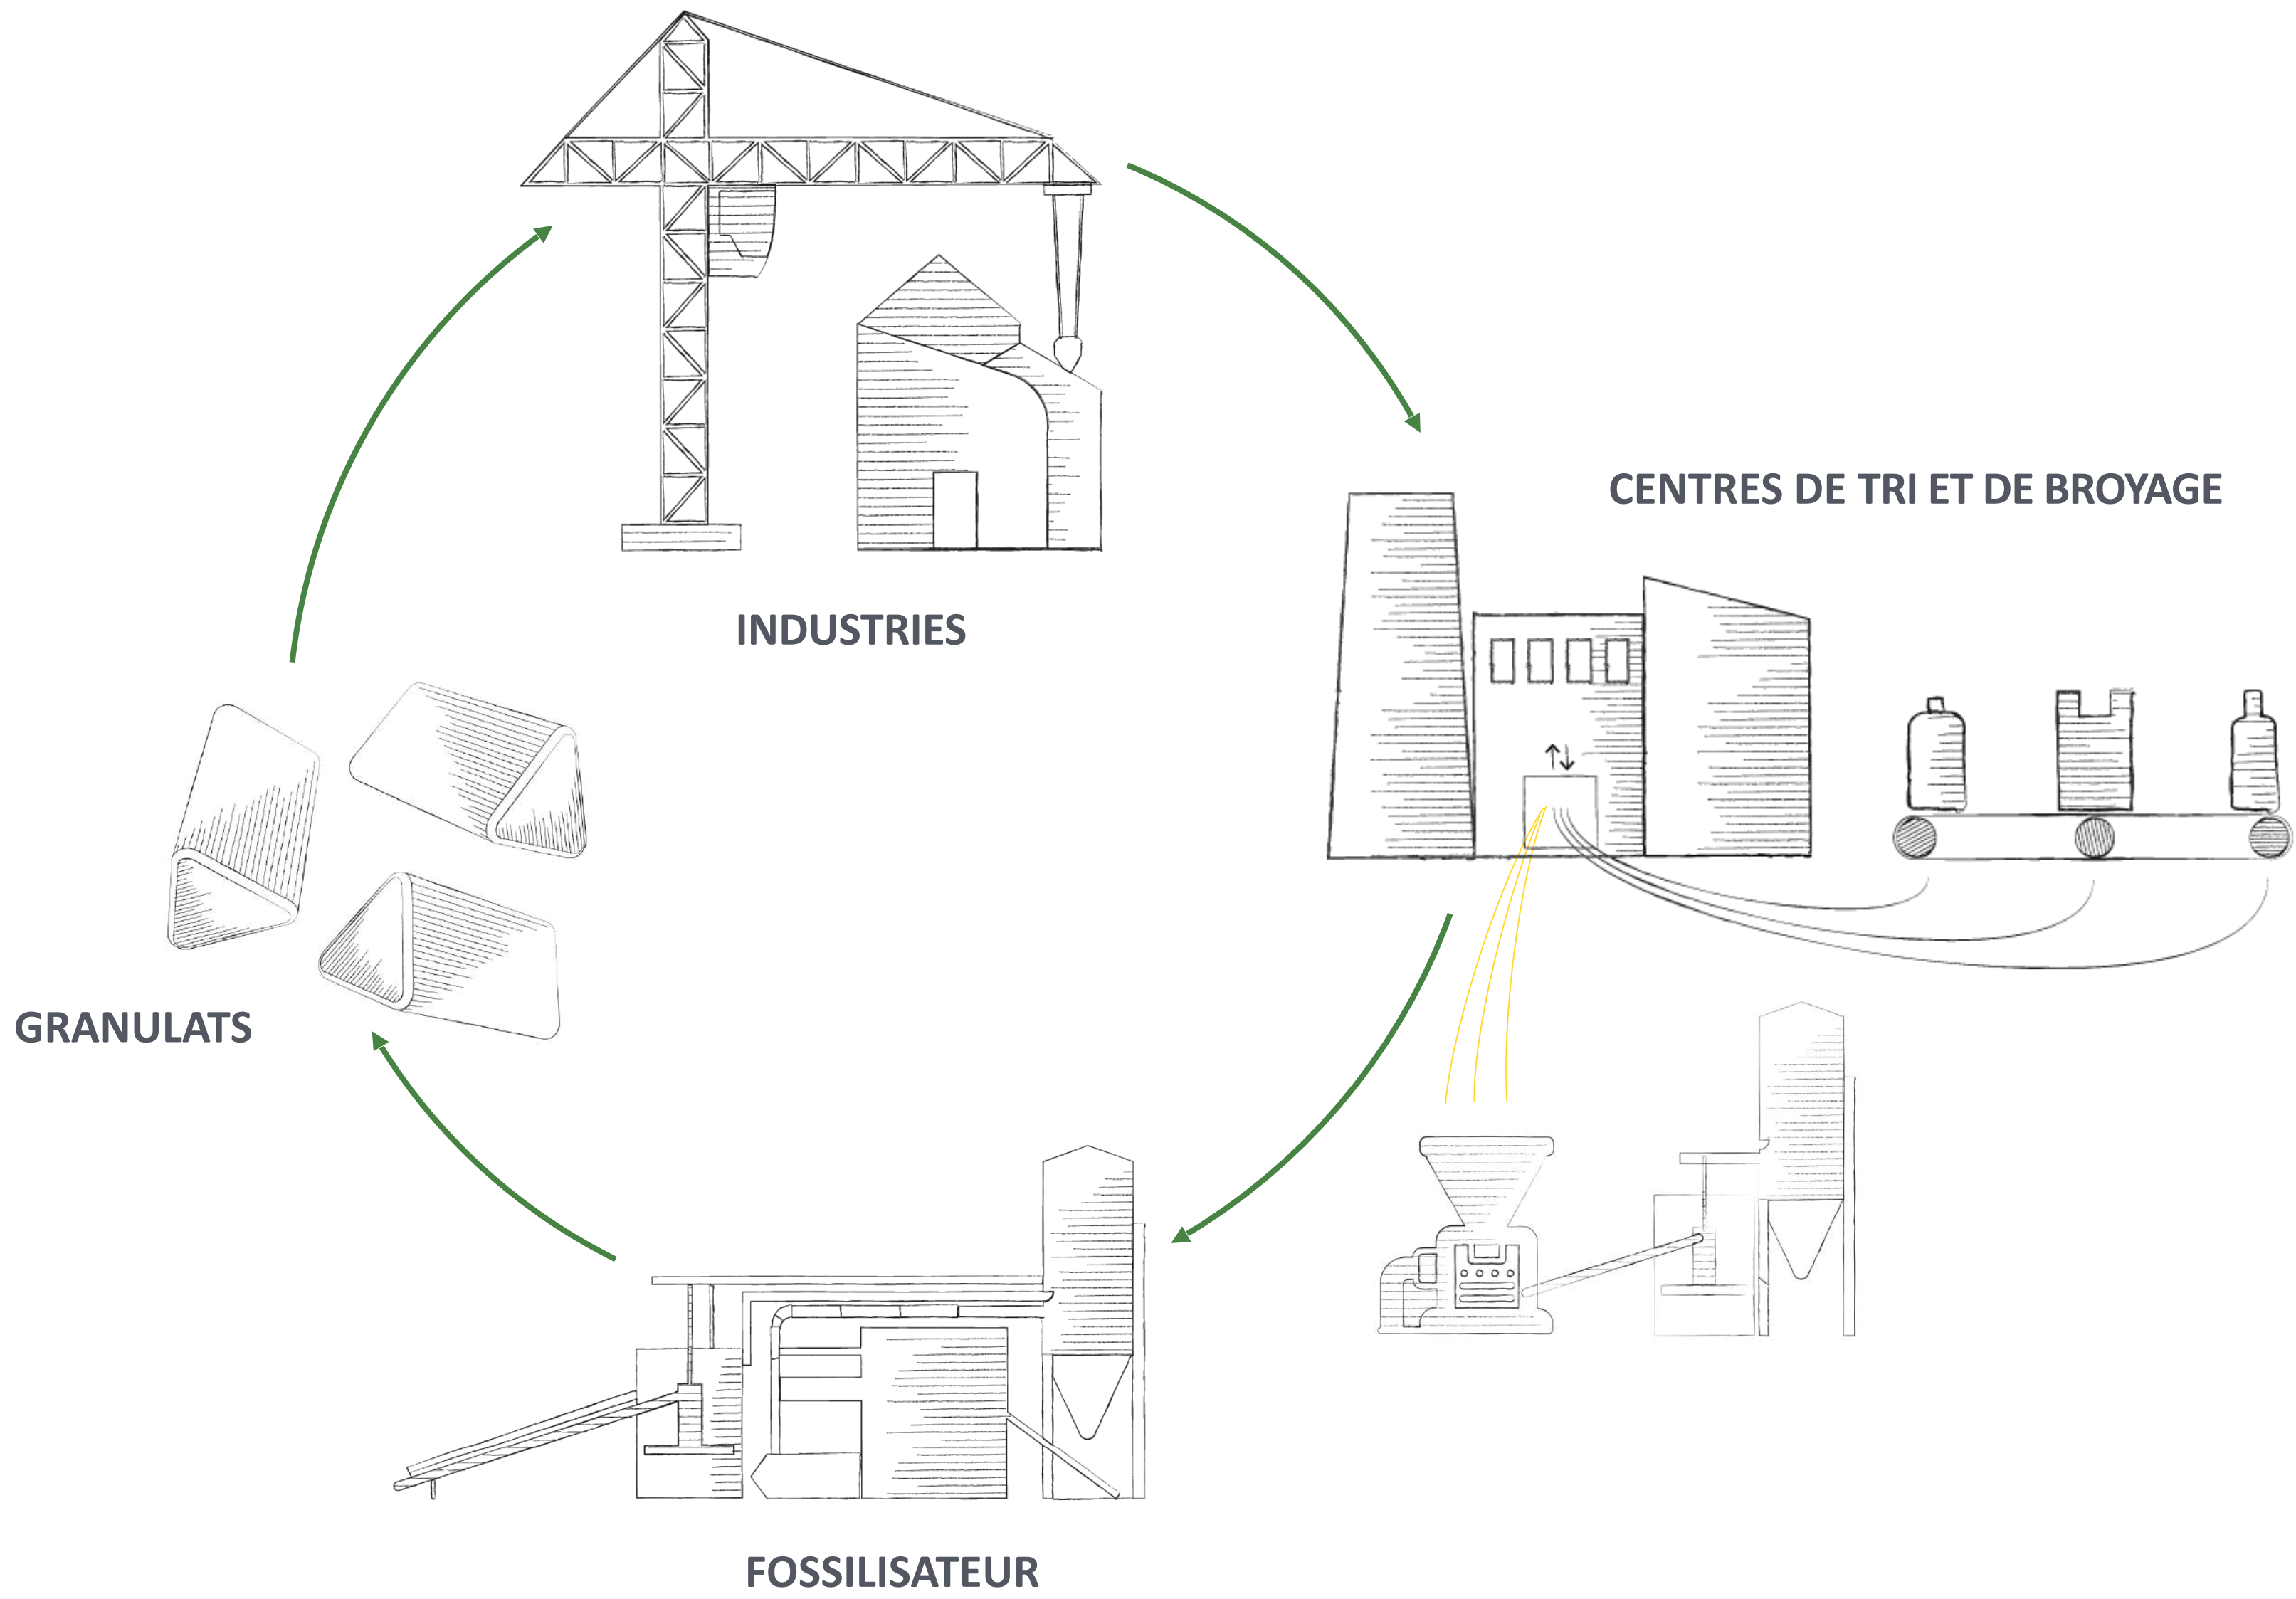 CENTRES DE TRI ET DE BROYAGE
INDUSTRIES
GRANULATS
FOSSILISATEUR